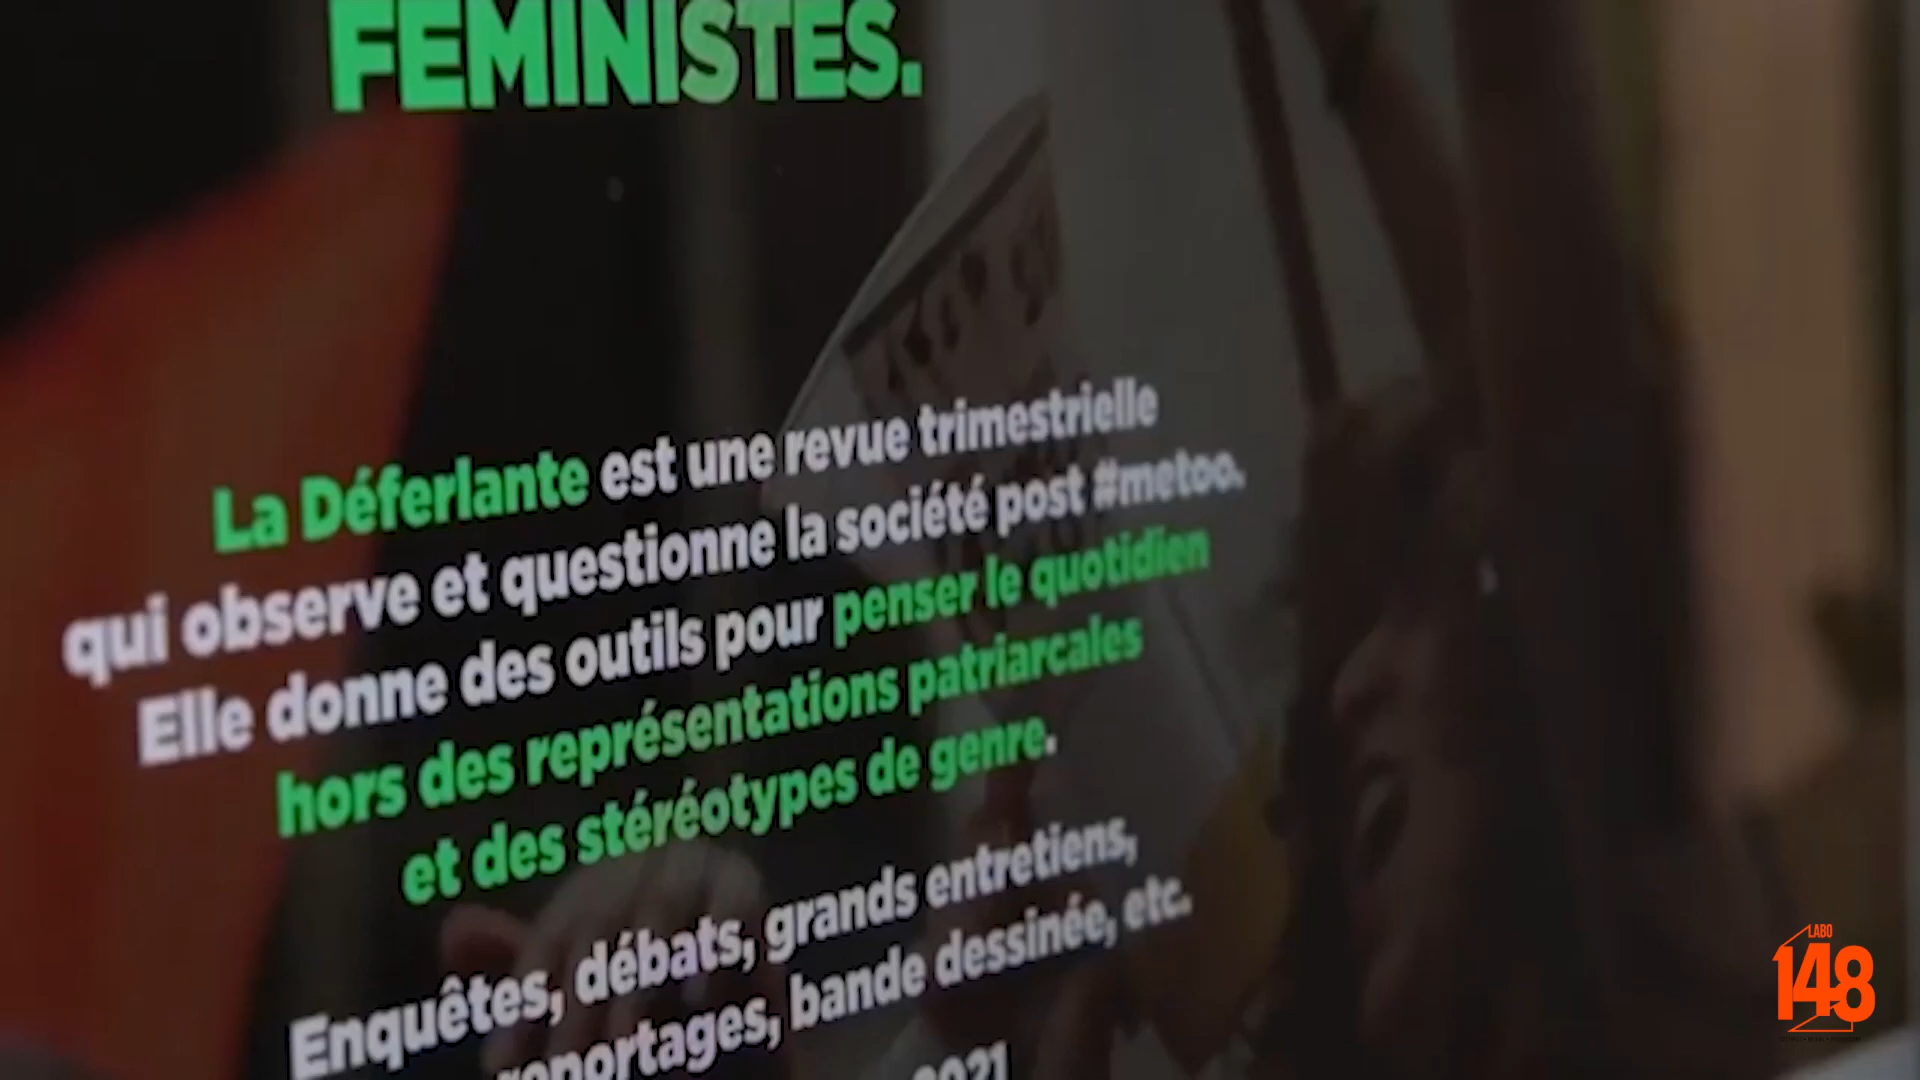 FÉMINISTES.
La Déferlante est une revue trimestrielle
qui observe et questionne la société post #metoo.
Elle donne des outils pour penser le quotidien
hors des représentations patriarcales
et des stéréotypes de genre.
Enquêtes, débats, grands entretiens,
reportages, bande dessinée, etc.
2021
LABO
148